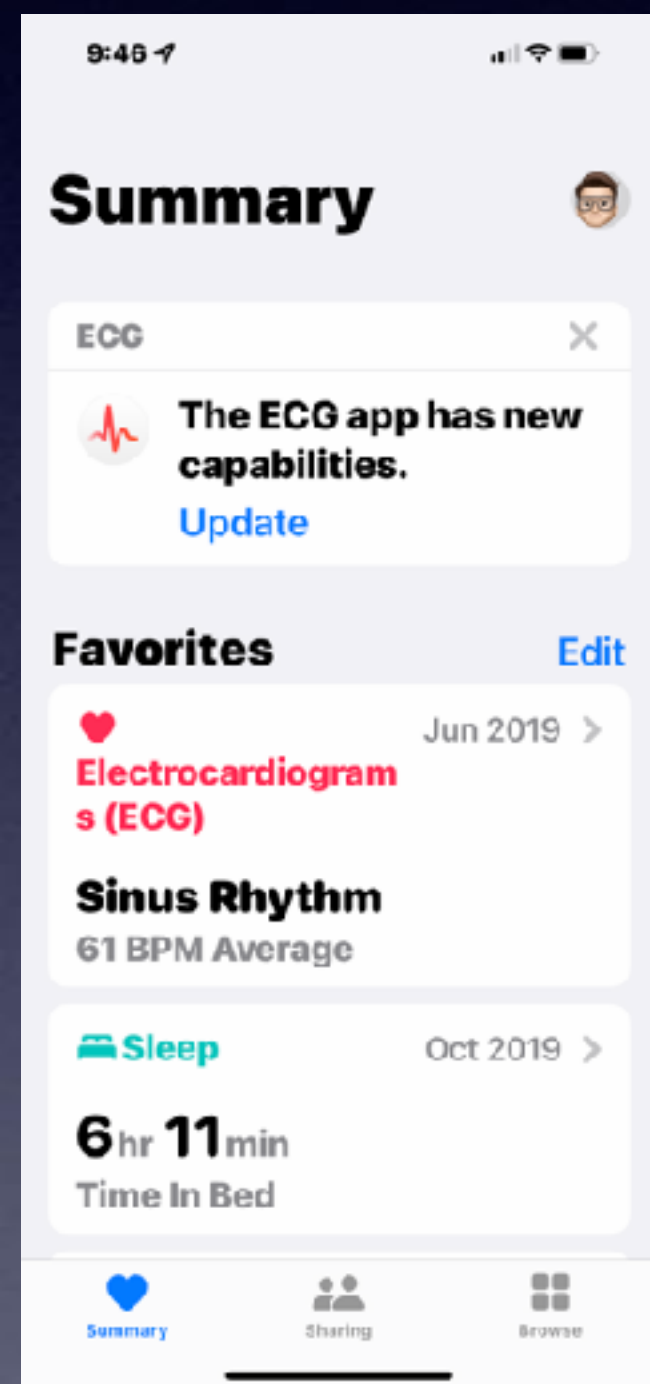 9:46
Summary
ECG
The ECG app has new
capabilities.
Update
Favorites Edit
Jun 2019
Electrocardiogram
s (ECG)
Sinus Rhythm
61 BPM Average
Sleep Oct 2019
6 hr 11 min
Time In Bed
Summary Sharing Browse